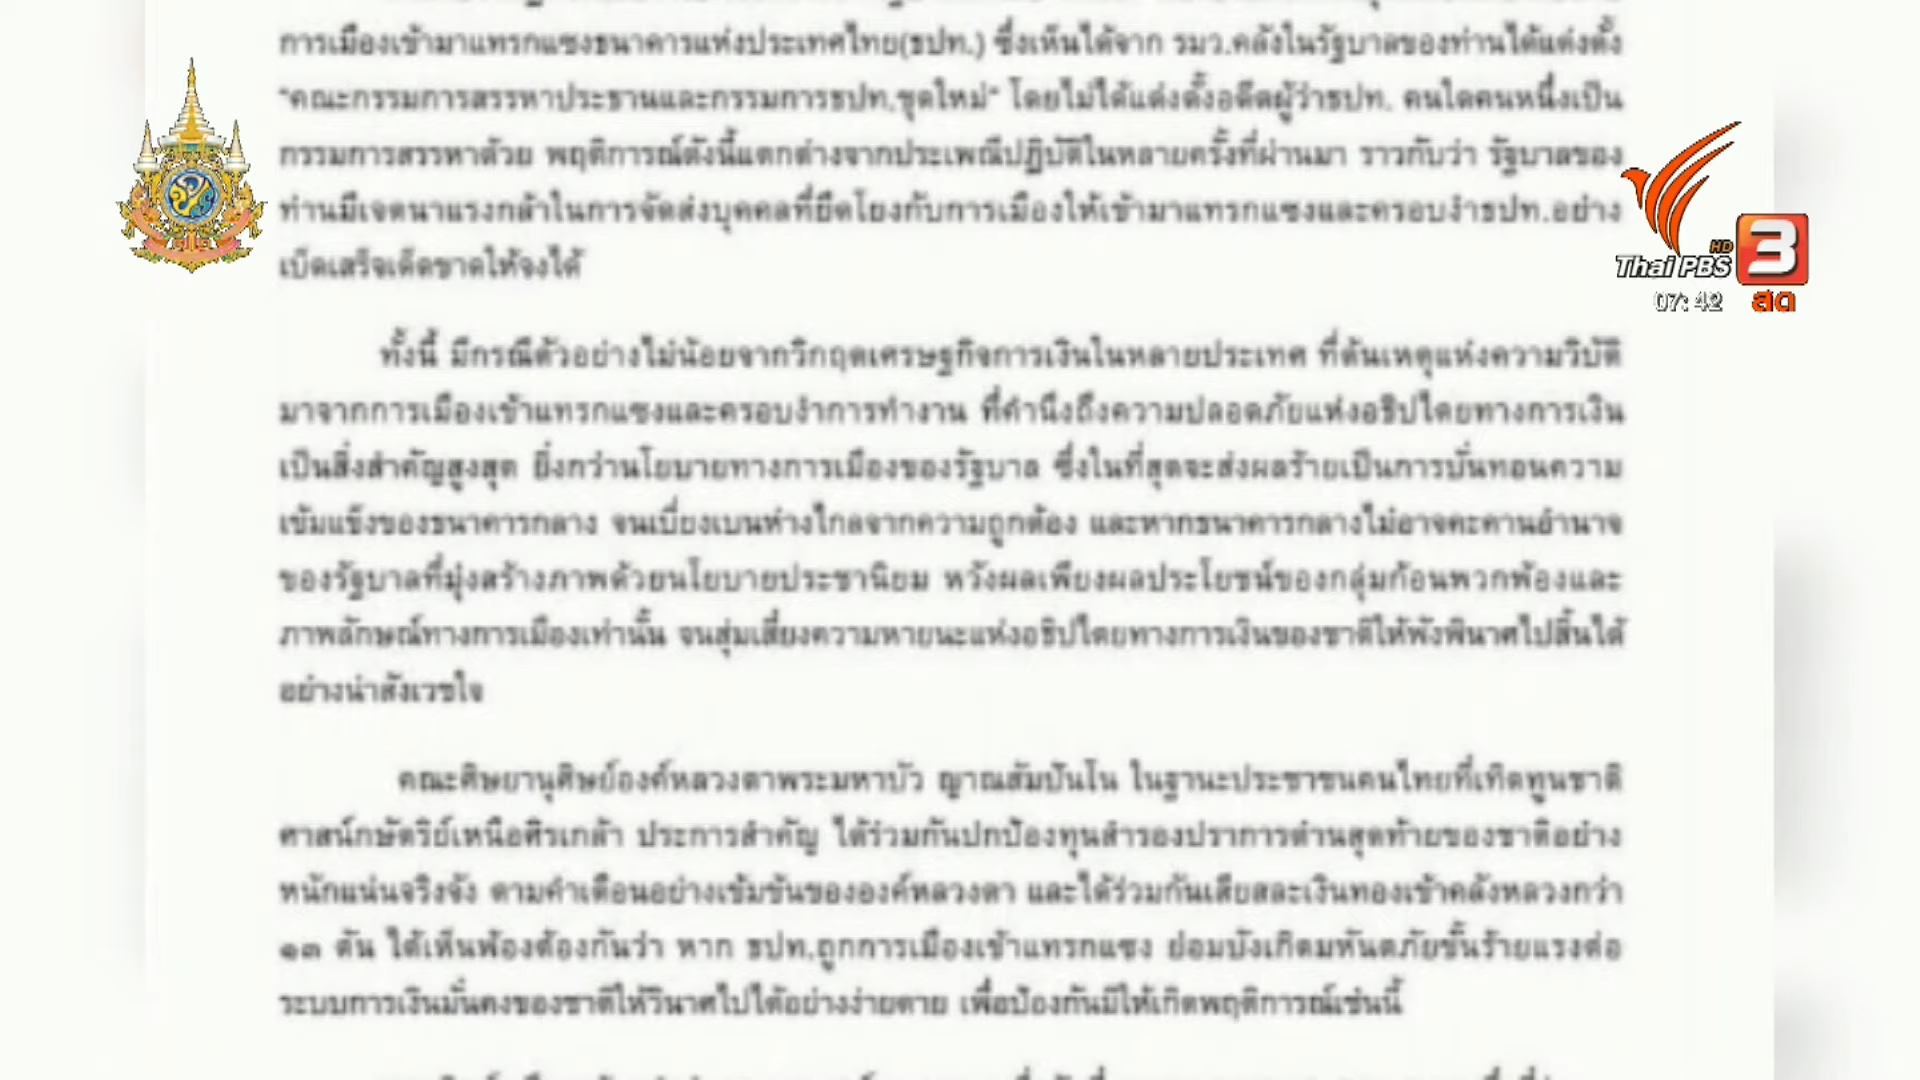 การเมืองเข้ามาแทรกแซงธนาคารแห่งประเทศไทย(ธปท.) ซึ่งเห็นได้จาก รมว.คลังในรัฐบาลของท่านได้แต่งตั้ง
"คณะกรรมการสรรหาประธานและกรรมการธปท.ชุดใหม่" โดยไม่ได้แต่งตั้งอดีตผู้ว่าธปท. คนใดคนหนึ่งเป็น
กรรมการสรรหาด้วย พฤติการณ์ดังนี้แตกต่างจากประเพณีปฏิบัติในหลายครั้งที่ผ่านมา ราวกับว่า รัฐบาลของ
ท่านมีเจตนาแรงกล้าในการจัดส่งบุคคลที่ยึดโยงกับการเมืองให้เข้ามาแทรกแซงและครอบงำธปท.อย่าง
เบ็ดเสร็จเด็ดขาดให้จงได้
Thai PBS HD 3
07:42 สด
ทั้งนี้ มีกรณีตัวอย่างไม่น้อยจากวิกฤตเศรษฐกิจการเงินในหลายประเทศ ที่ต้นเหตุแห่งความวิบัติ
มาจากการเมืองเข้าแทรกแซงและครอบงำการทำงาน ที่คำนึงถึงความปลอดภัยแห่งอธิปไตยทางการเงิน
เป็นสิ่งสำคัญสูงสุด ยิ่งกว่านโยบายทางการเมืองของรัฐบาล ซึ่งในที่สุดจะส่งผลร้ายเป็นการบั่นทอนความ
เข้มแข็งของธนาคารกลาง จนเบี่ยงเบนห่างไกลจากความถูกต้อง และหากธนาคารกลางไม่อาจคะคานอำนาจ
ของรัฐบาลที่มุ่งสร้างภาพด้วยนโยบายประชานิยม หวังผลเพียงผลประโยชน์ของกลุ่มก้อนพวกพ้องและ
ภาพลักษณ์ทางการเมืองเท่านั้น จนสุ่มเสี่ยงความหายนะแห่งอธิปไตยทางการเงินของชาติให้พังพินาศไปสิ้นได้
อย่างน่าสังเวชใจ
คณะศิษยานุศิษย์องค์หลวงตาพระมหาบัว ญาณสัมปันโน ในฐานะประชาชนคนไทยที่เทิดทูนชาติ
ศาสน์กษัตริย์เหนือศิรเกล้า ประการสำคัญ ได้ร่วมกันปกป้องทุนสำรองปราการด่านสุดท้ายของชาติอย่าง
หนักแน่นจริงจัง ตามคำเตือนอย่างเข้มข้นขององค์หลวงตา และได้ร่วมกันเสียสละเงินทองเข้าคลังหลวงกว่า
๑๓ ตัน ได้เห็นพ้องต้องกันว่า หาก ธปท.ถูกการเมืองเข้าแทรกแซง ย่อมบังเกิดมหันตภัยขั้นร้ายแรงต่อ
ระบบการเงินมั่นคงของชาติให้วินาศไปได้อย่างง่ายดาย เพื่อป้องกันมิให้เกิดพฤติการณ์เช่นนี้